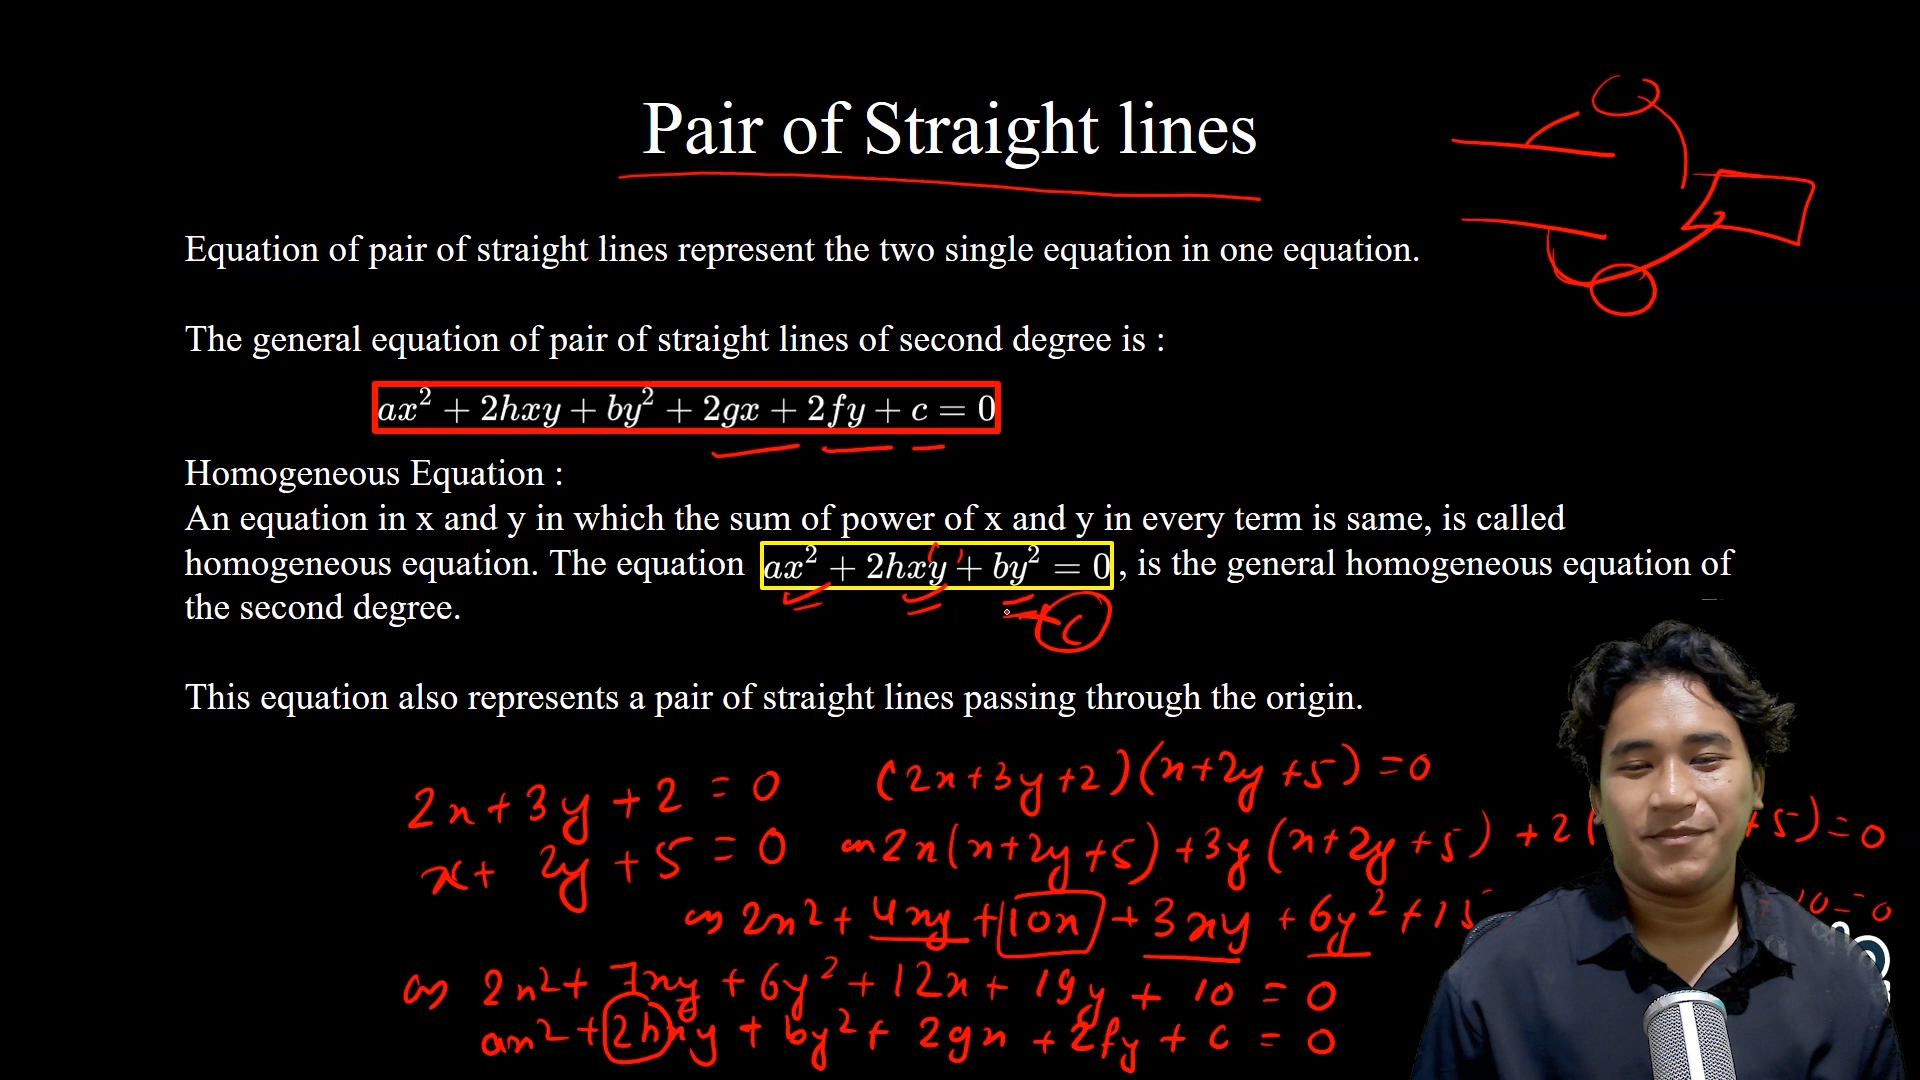 Pair of Straight lines
Equation of pair of straight lines represent the two single equation in one equation.
The general equation of pair of straight lines of second degree is :
ax² + 2hxy + by² + 2gx + 2fy + c = 0
Homogeneous Equation :
An equation in x and y in which the sum of power of x and y in every term is same, is called
homogeneous equation. The equation ax² + 2hxy + by² = 0 , is the general homogeneous equation of
the second degree.
+ c
This equation also represents a pair of straight lines passing through the origin.
2x + 3y + 2 = 0
x + 2y + 5 = 0
(2x+3y+2)(x+2y+5) = 0
2x(x+2y+5) + 3y(x+2y+5) + 2( +5) = 0
2x² + 4xy + 10x + 3xy + 6y² + 15 10 = 0
2x² + 7xy + 6y² + 12x + 19y + 10 = 0
ax² + 2hxy + by² + 2gx + 2fy + c = 0